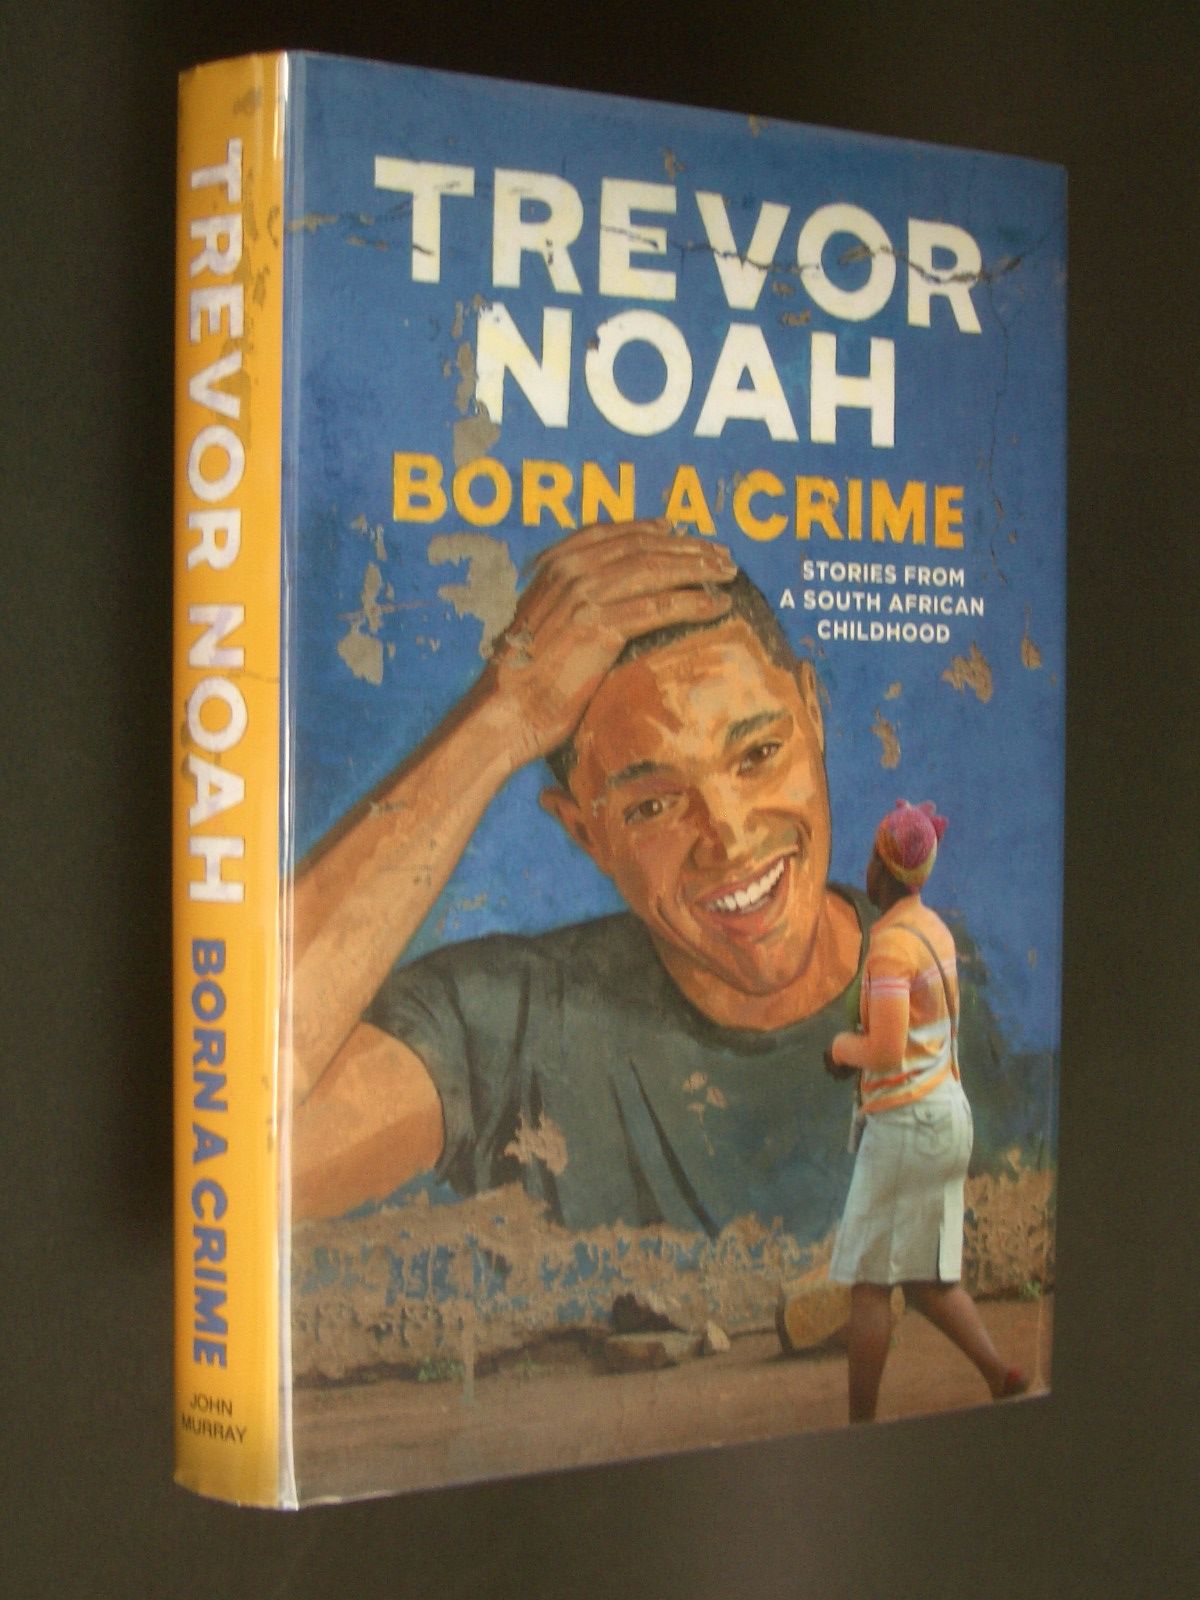 TREVOR NOAH BORN A CRIME
JOHN
MURRAY
TREVOR
NOAH
BORN A CRIME
STORIES FROM
A SOUTH AFRICAN
CHILDHOOD